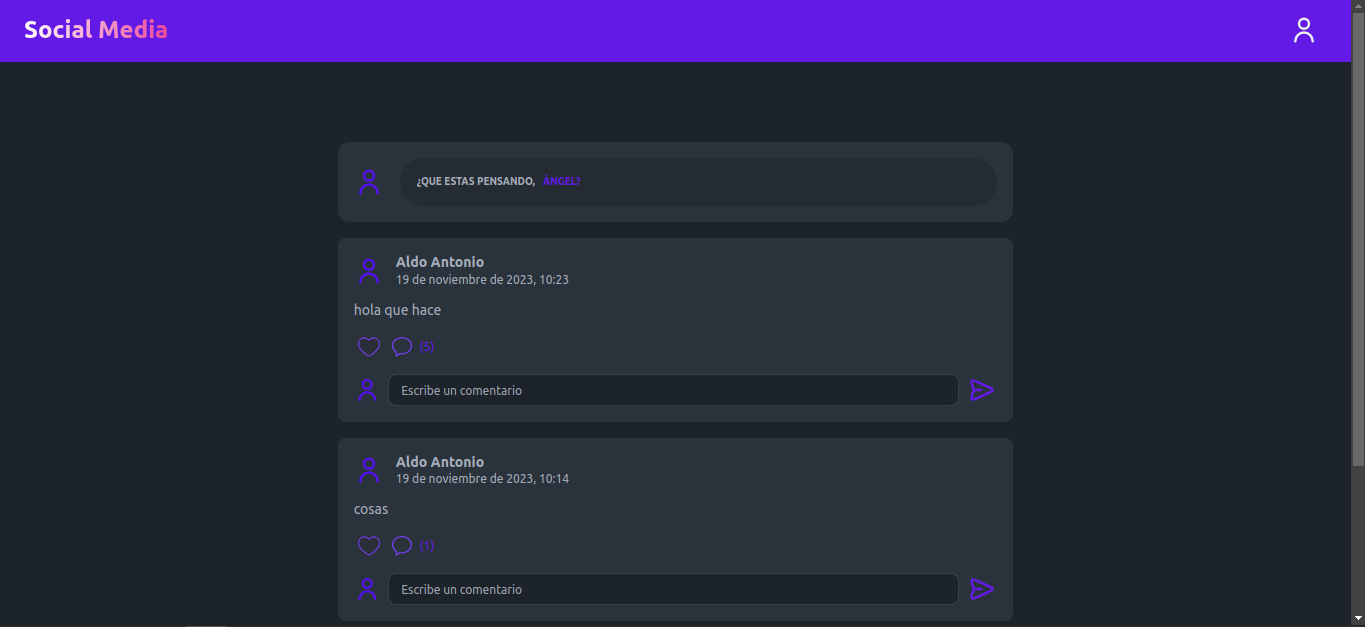 Social Media
¿QUE ESTAS PENSANDO, ÁNGEL?
Aldo Antonio
19 de noviembre de 2023, 10:23
hola que hace
(5)
Escribe un comentario
Aldo Antonio
19 de noviembre de 2023, 10:14
cosas
(1)
Escribe un comentario